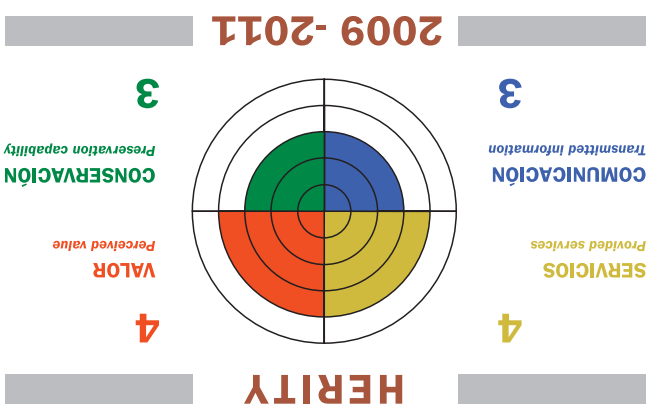 HERITY
4
SERVICIOS
Provided services
4
VALOR
Perceived value
COMUNICACIÓN
Transmitted information
3
CONSERVACIÓN
Preservation capability
3
2009 -2011